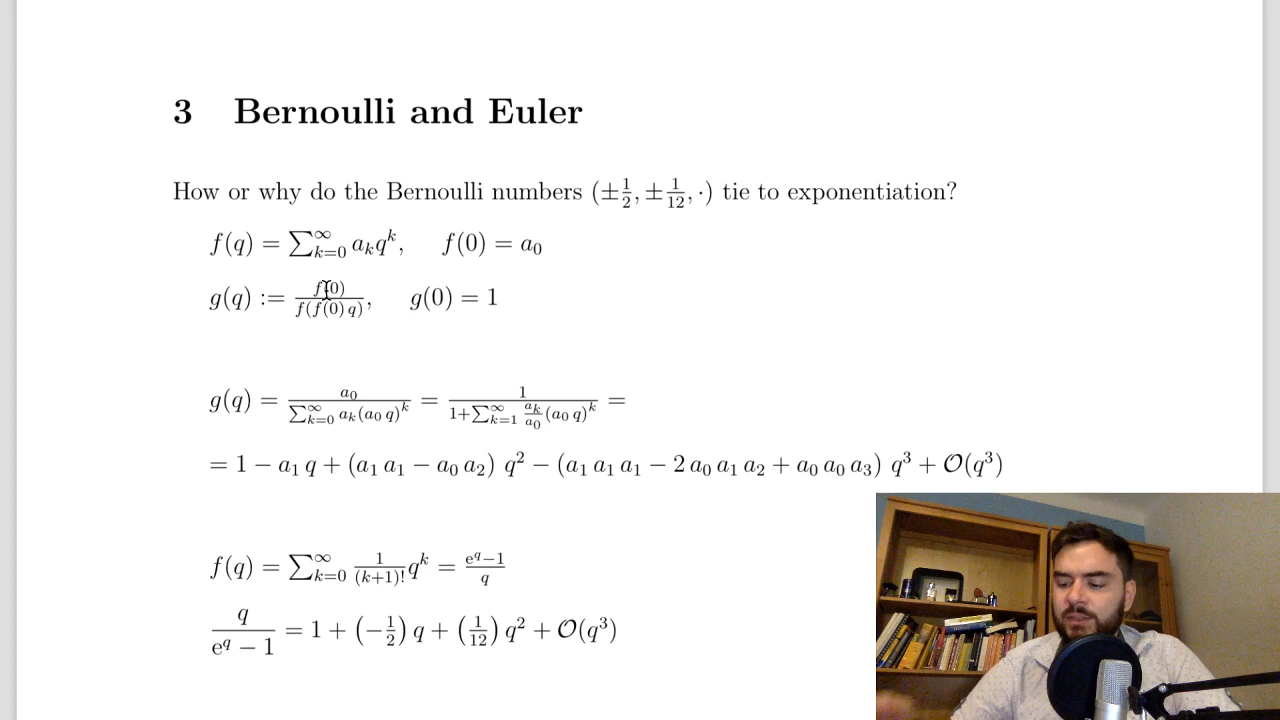 3 Bernoulli and Euler
How or why do the Bernoulli numbers (±1/2, ±1/12, ·) tie to exponentiation?
f(q) = ∑_{k=0}^{∞} a_k q^k, f(0) = a_0
g(q) := f(0)/f(f(0) q), g(0) = 1
g(q) = a_0/(∑_{k=0}^{∞} a_k (a_0 q)^k) = 1/(1+∑_{k=1}^{∞} (a_k/a_0) (a_0 q)^k) =
= 1 − a_1 q + (a_1 a_1 − a_0 a_2) q^2 − (a_1 a_1 a_1 − 2 a_0 a_1 a_2 + a_0 a_0 a_3) q^3 + 𝒪(q^3)
f(q) = ∑_{k=0}^{∞} 1/(k+1)! q^k = (e^q−1)/q
q/(e^q − 1) = 1 + (−1/2) q + (1/12) q^2 + 𝒪(q^3)